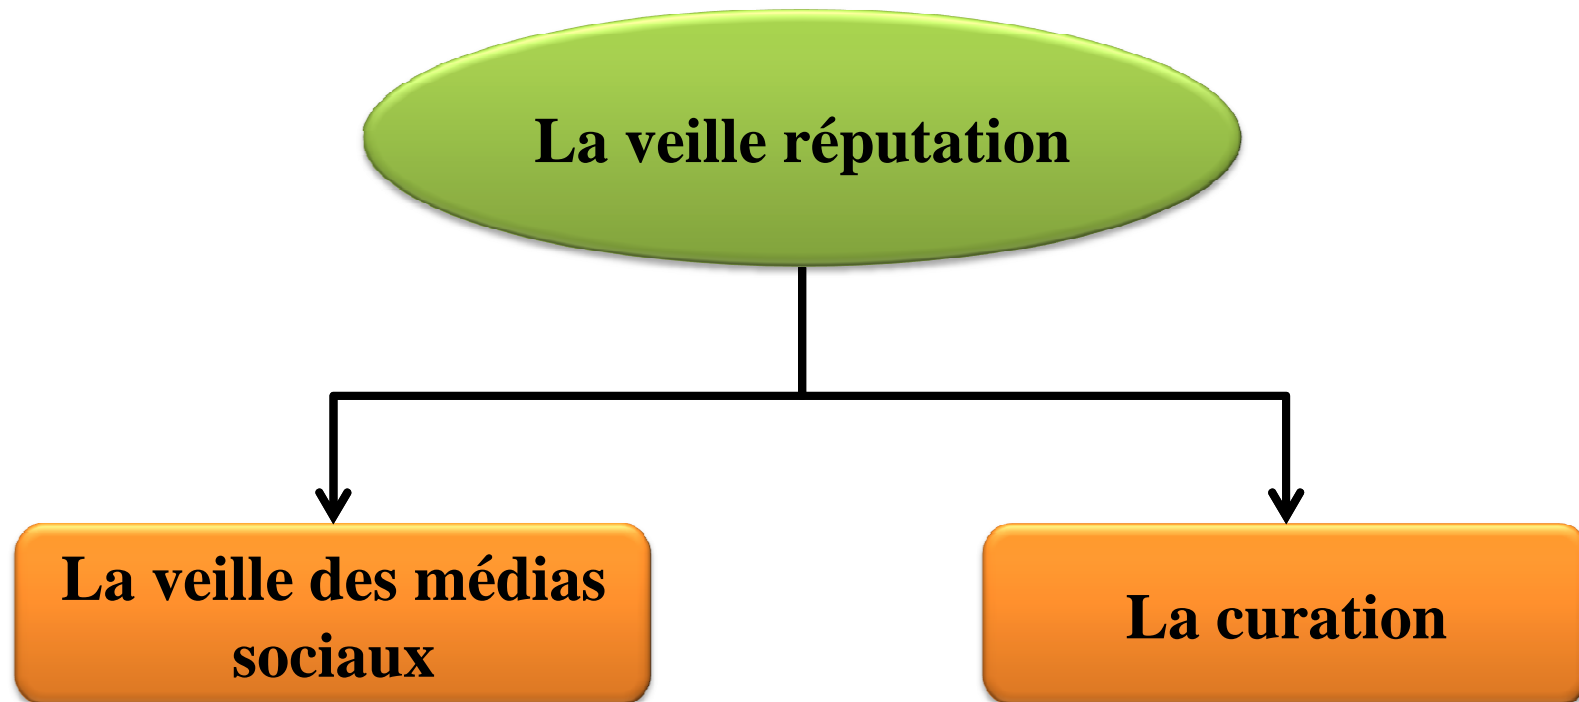 La veille réputation
La veille des médias
sociaux
La curation